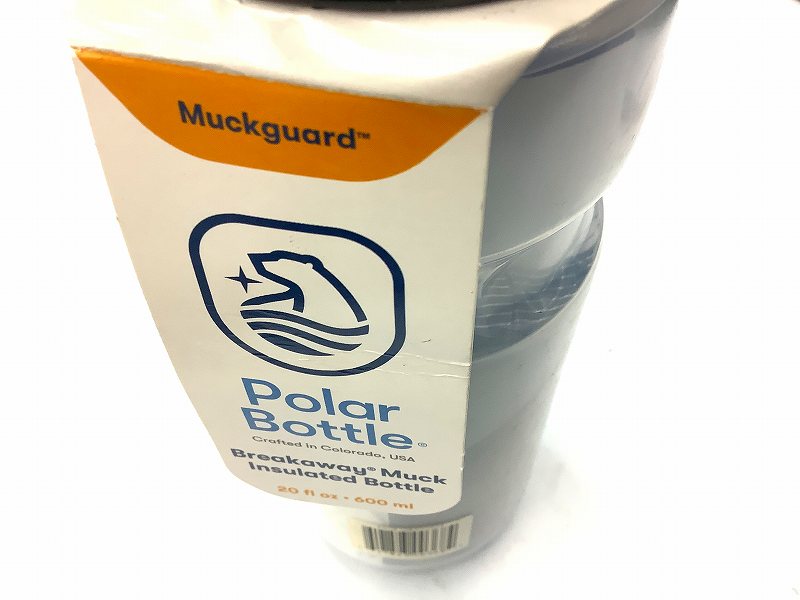 Muckguard™
Polar
Bottle®
Crafted in Colorado, USA
Breakaway® Muck
Insulated Bottle
20 fl oz • 600 ml